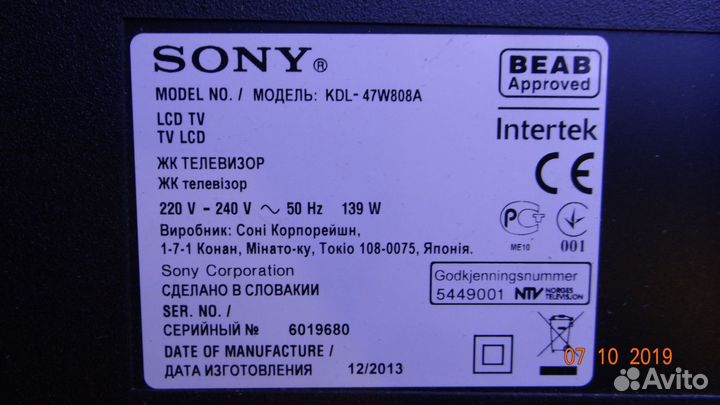 SONY ®
BEAB
Approved
MODEL NO. / МОДЕЛЬ: KDL-47W808A
LCD TV
TV LCD
Intertek
ЖК ТЕЛЕВИЗОР
ЖК телевізор
CE
220 V - 240 V ~ 50 Hz 139 W
Виробник: Соні Корпорейшн,
1-7-1 Конан, Мінато-ку, Токіо 108-0075, Японія.
РСТ
ME10
001
Sony Corporation
СДЕЛАНО В СЛОВАКИИ
Godkjenningsnummer
5449001 NTV NORGES
TELEVISJON
SER. NO. /
СЕРИЙНЫЙ № 6019680
DATE OF MANUFACTURE /
ДАТА ИЗГОТОВЛЕНИЯ 12/2013
07 10 2019
Avito